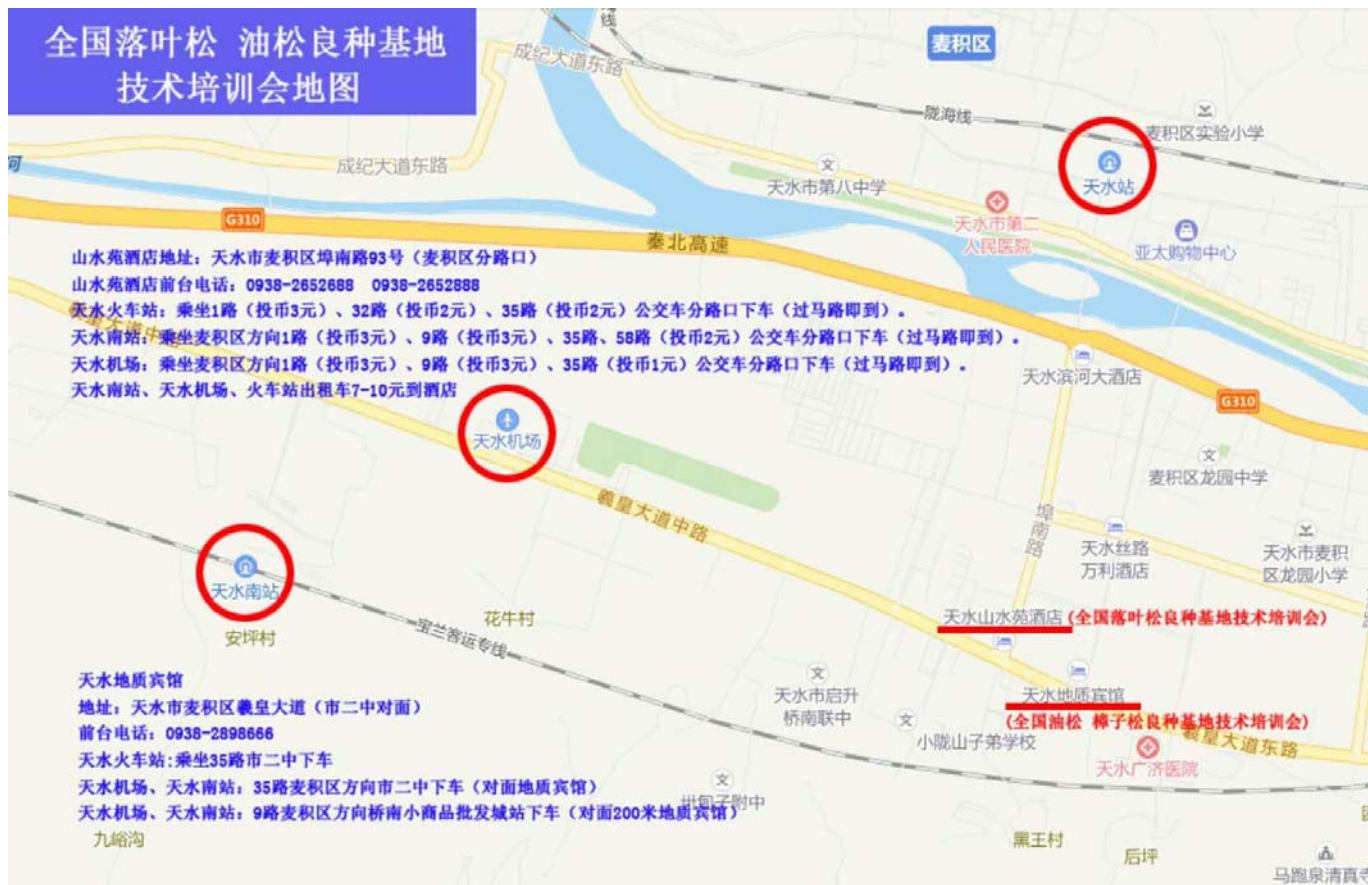 全国落叶松 油松良种基地
技术培训会地图
线
成纪大道东路
麦积区
陇海线
麦积区实验小学
河
成纪大道东路
天水市第八中学
天水站
G310
天水市第二
人民医院
亚太购物中心
秦北高速
山水苑酒店地址：天水市麦积区埠南路93号（麦积区分路口）
山水苑酒店前台电话：0938-2652688 0938-2652888
天水火车站：乘坐1路（投币3元）、32路（投币2元）、35路（投币2元）公交车分路口下车（过马路即到）。
天水南站：乘坐麦积区方向1路（投币3元）、9路（投币3元）、35路、58路（投币2元）公交车分路口下车（过马路即到）。
天水机场：乘坐麦积区方向1路（投币3元）、9路（投币3元）、35路（投币1元）公交车分路口下车（过马路即到）。
天水南站、天水机场、火车站出租车7-10元到酒店
天水滨河大酒店
G310
天水机场
麦积区龙园中学
羲皇大道中路
埠南路
天水丝路
万利酒店
天水市麦积
区龙园小学
天水南站
安坪村
花牛村
宝兰客运专线
天水山水苑酒店
(全国落叶松良种基地技术培训会)
天水地质宾馆
地址：天水市麦积区羲皇大道（市二中对面）
前台电话：0938-2898666
天水火车站:乘坐35路市二中下车
天水机场、天水南站：35路麦积区方向市二中下车（对面地质宾馆）
天水机场、天水南站：9路麦积区方向桥南小商品批发城站下车（对面200米地质宾馆）
天水市启升
桥南联中
天水地质宾馆
(全国油松 樟子松良种基地技术培训会)
小陇山子弟学校
羲皇大道东路
天水广济医院
九峪沟
黑王村
后坪
马跑泉清真寺